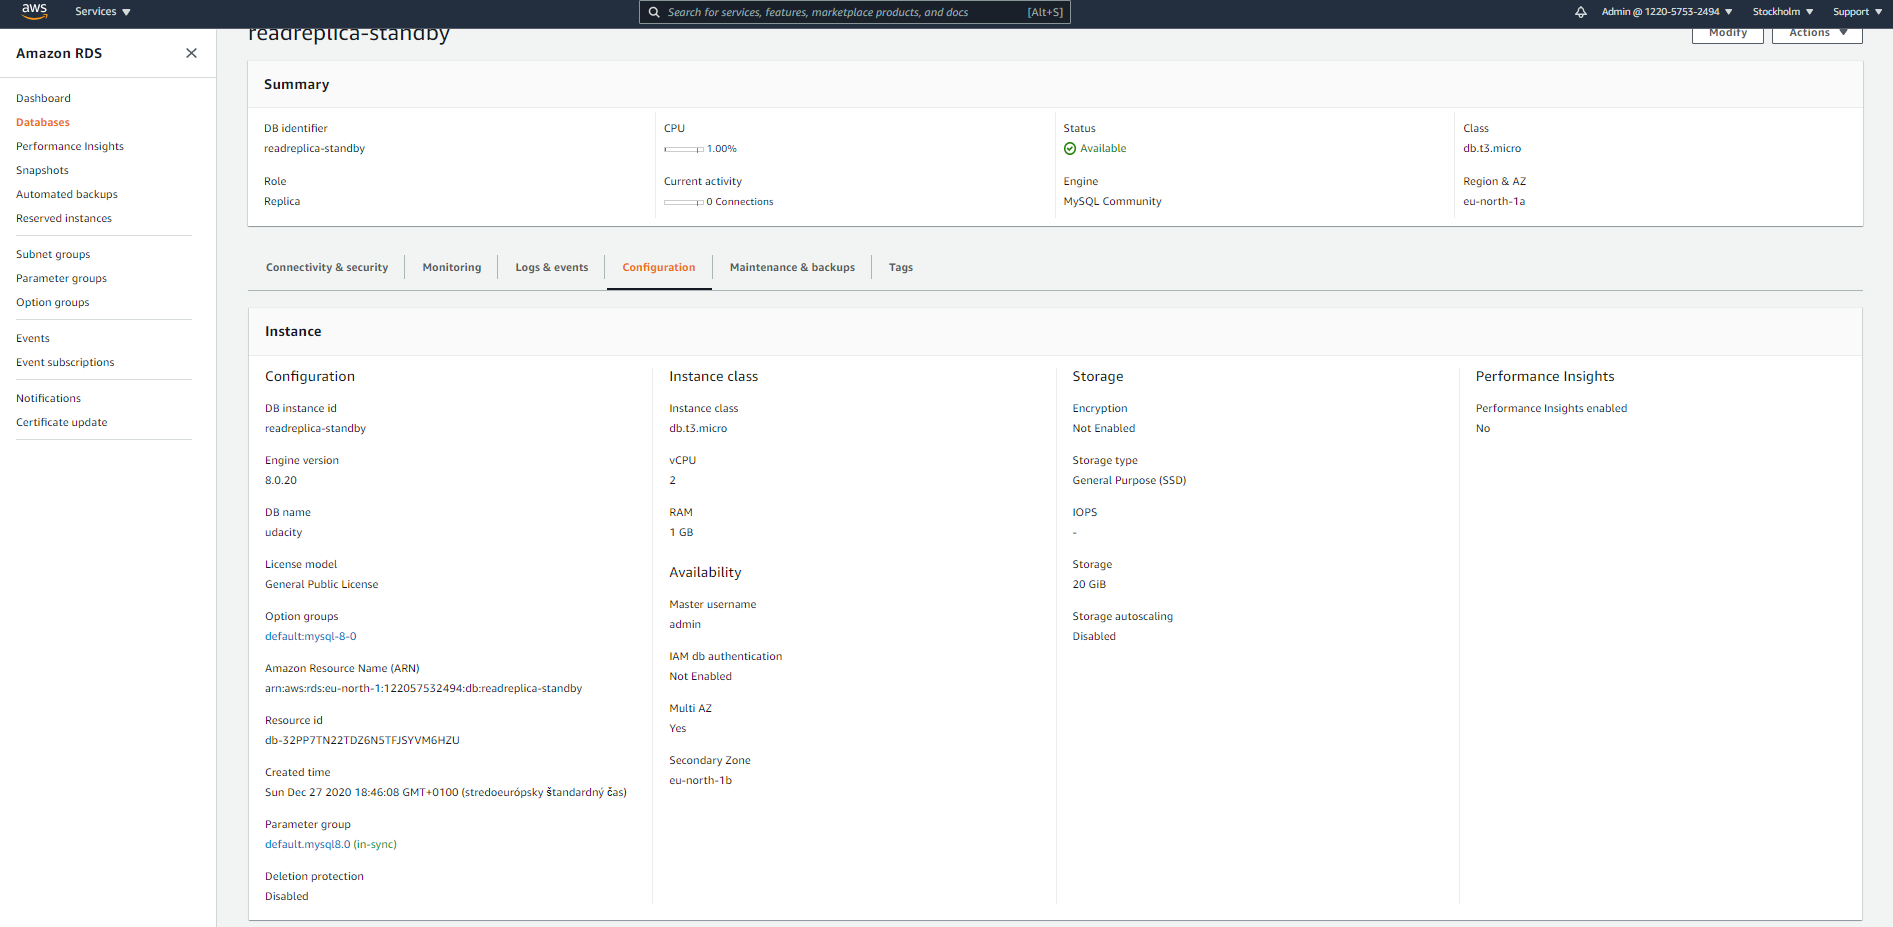 aws
Services
Search for services, features, marketplace products, and docs
[Alt+S]
Admin @ 1220-5753-2494
Stockholm
Support
Amazon RDS
Dashboard
Databases
Performance Insights
Snapshots
Automated backups
Reserved instances
Subnet groups
Parameter groups
Option groups
Events
Event subscriptions
Notifications
Certificate update
readreplica-standby
Modify
Actions
Summary
DB identifier
readreplica-standby
Role
Replica
CPU
1.00%
Current activity
0 Connections
Status
Available
Engine
MySQL Community
Class
db.t3.micro
Region & AZ
eu-north-1a
Connectivity & security
Monitoring
Logs & events
Configuration
Maintenance & backups
Tags
Instance
Configuration
DB instance id
readreplica-standby
Engine version
8.0.20
DB name
udacity
License model
General Public License
Option groups
default:mysql-8-0
Amazon Resource Name (ARN)
arn:aws:rds:eu-north-1:122057532494:db:readreplica-standby
Resource id
db-32PP7TN22TDZ6N5TFJSYVM6HZU
Created time
Sun Dec 27 2020 18:46:08 GMT+0100 (stredoeurópsky štandardný čas)
Parameter group
default.mysql8.0 (in-sync)
Deletion protection
Disabled
Instance class
Instance class
db.t3.micro
vCPU
2
RAM
1 GB
Availability
Master username
admin
IAM db authentication
Not Enabled
Multi AZ
Yes
Secondary Zone
eu-north-1b
Storage
Encryption
Not Enabled
Storage type
General Purpose (SSD)
IOPS
-
Storage
20 GiB
Storage autoscaling
Disabled
Performance Insights
Performance Insights enabled
No